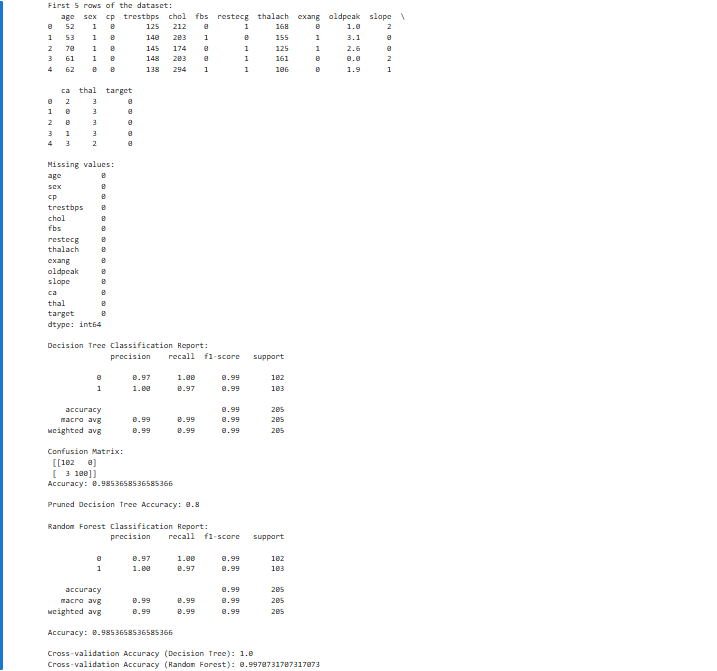 First 5 rows of the dataset:
   age  sex  cp  trestbps  chol  fbs  restecg  thalach  exang  oldpeak  slope  \
0   52    1   0       125   212    0        1      168      0      1.0      2
1   53    1   0       140   203    1        0      155      1      3.1      0
2   70    1   0       145   174    0        1      125      1      2.6      0
3   61    1   0       148   203    0        1      161      0      0.0      2
4   62    0   0       138   294    1        1      106      0      1.9      1
   ca  thal  target
0   2     3       0
1   0     3       0
2   0     3       0
3   1     3       0
4   3     2       0
Missing values:
age         0
sex         0
cp          0
trestbps    0
chol        0
fbs         0
restecg     0
thalach     0
exang       0
oldpeak     0
slope       0
ca          0
thal        0
target      0
dtype: int64
Decision Tree Classification Report:
              precision    recall  f1-score   support
           0       0.97      1.00      0.99       102
           1       1.00      0.97      0.99       103
    accuracy                           0.99       205
   macro avg       0.99      0.99      0.99       205
weighted avg       0.99      0.99      0.99       205
Confusion Matrix:
 [[102   0]
 [  3 100]]
Accuracy: 0.9853658536585366
Pruned Decision Tree Accuracy: 0.8
Random Forest Classification Report:
              precision    recall  f1-score   support
           0       0.97      1.00      0.99       102
           1       1.00      0.97      0.99       103
    accuracy                           0.99       205
   macro avg       0.99      0.99      0.99       205
weighted avg       0.99      0.99      0.99       205
Accuracy: 0.9853658536585366
Cross-validation Accuracy (Decision Tree): 1.0
Cross-validation Accuracy (Random Forest): 0.9970731707317073